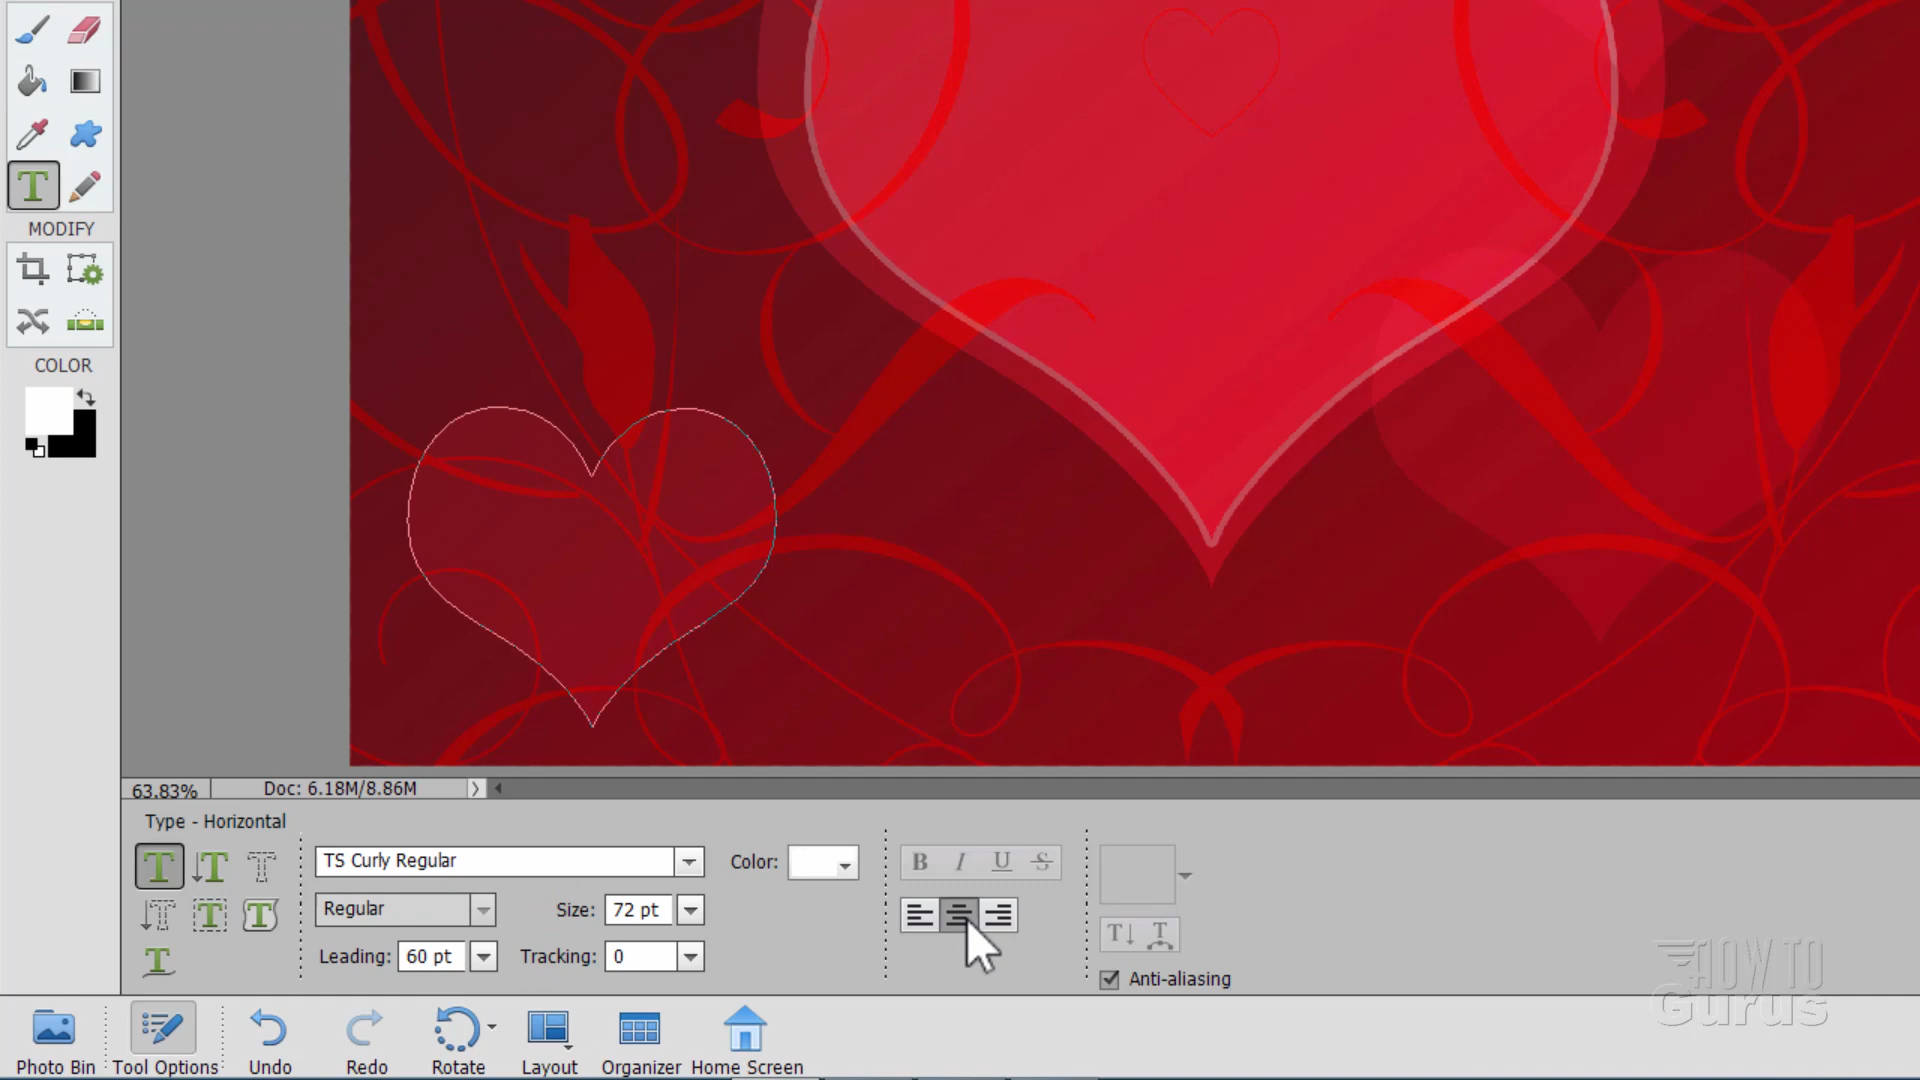 MODIFY
COLOR
63.83%
Doc: 6.18M/8.86M
Type - Horizontal
TS Curly Regular
Color:
B I U S
Regular
Size: 72 pt
Leading: 60 pt
Tracking: 0
Anti-aliasing
HOW TO
Gurus
Photo Bin
Tool Options
Undo
Redo
Rotate
Layout
Organizer
Home Screen